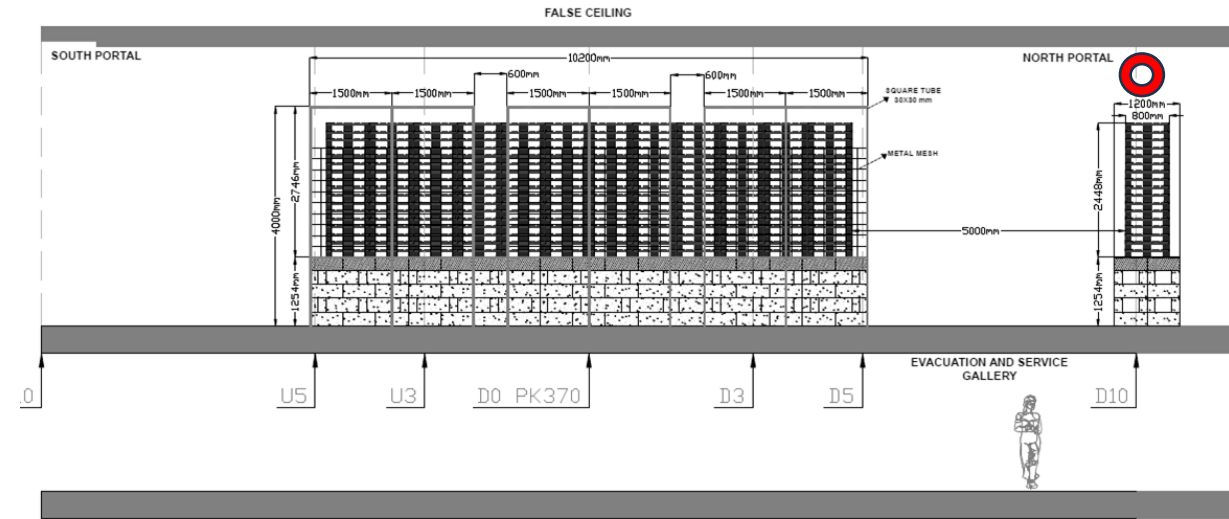 FALSE CEILING
SOUTH PORTAL
NORTH PORTAL
10200mm
600mm
600mm
1500mm
1500mm
1500mm
1500mm
1500mm
1500mm
SQUARE TUBE
30X30 mm
METAL MESH
1200mm
800mm
4000mm
2746mm
1254mm
5000mm
2448mm
1254mm
EVACUATION AND SERVICE
GALLERY
U5
U3
D0 PK370
D3
D5
D10